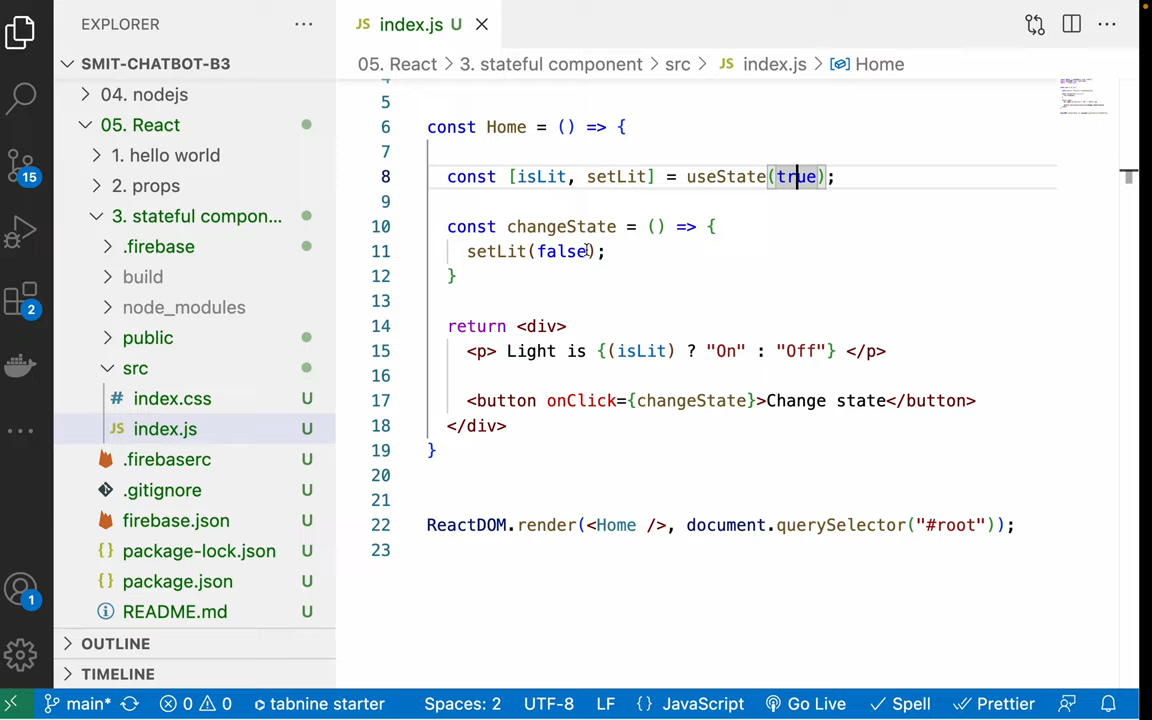 EXPLORER
SMIT-CHATBOT-B3
04. nodejs
05. React
1. hello world
2. props
3. stateful compon...
.firebase
build
node_modules
public
src
# index.css U
JS index.js U
.firebaserc U
.gitignore U
firebase.json U
{} package-lock.json U
{} package.json U
README.md U
OUTLINE
TIMELINE
15
2
1
JS index.js U
05. React > 3. stateful component > src > JS index.js > Home
5
6 const Home = () => {
7
8 const [isLit, setLit] = useState(true);
9
10 const changeState = () => {
11 setLit(false);
12 }
13
14 return <div>
15 <p> Light is {(isLit) ? "On" : "Off"} </p>
16
17 <button onClick={changeState}>Change state</button>
18 </div>
19 }
20
21
22 ReactDOM.render(<Home />, document.querySelector("#root"));
23
main* 0 0 tabnine starter Spaces: 2 UTF-8 LF {} JavaScript Go Live Spell Prettier